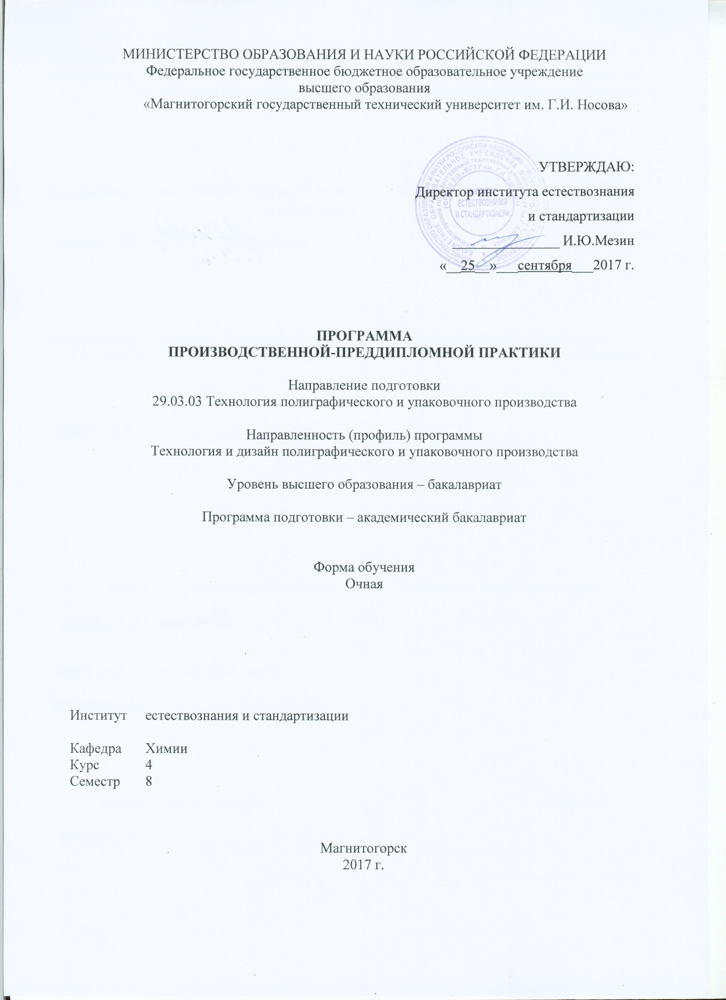 МИНИСТЕРСТВО ОБРАЗОВАНИЯ И НАУКИ РОССИЙСКОЙ ФЕДЕРАЦИИ
Федеральное государственное бюджетное образовательное учреждение
высшего образования
«Магнитогорский государственный технический университет им. Г.И. Носова»
УТВЕРЖДАЮ:
Директор института естествознания
и стандартизации
И.Ю.Мезин
«__25__»___сентября___2017 г.
ИНСТИТУТ
ЕСТЕСТВОЗНАНИЯ
И СТАНДАРТИЗАЦИИ
ПРОГРАММА
ПРОИЗВОДСТВЕННОЙ-ПРЕДДИПЛОМНОЙ ПРАКТИКИ
Направление подготовки
29.03.03 Технология полиграфического и упаковочного производства
Направленность (профиль) программы
Технология и дизайн полиграфического и упаковочного производства
Уровень высшего образования – бакалавриат
Программа подготовки – академический бакалавриат
Форма обучения
Очная
Институт естествознания и стандартизации
Кафедра Химии
Курс 4
Семестр 8
Магнитогорск
2017 г.